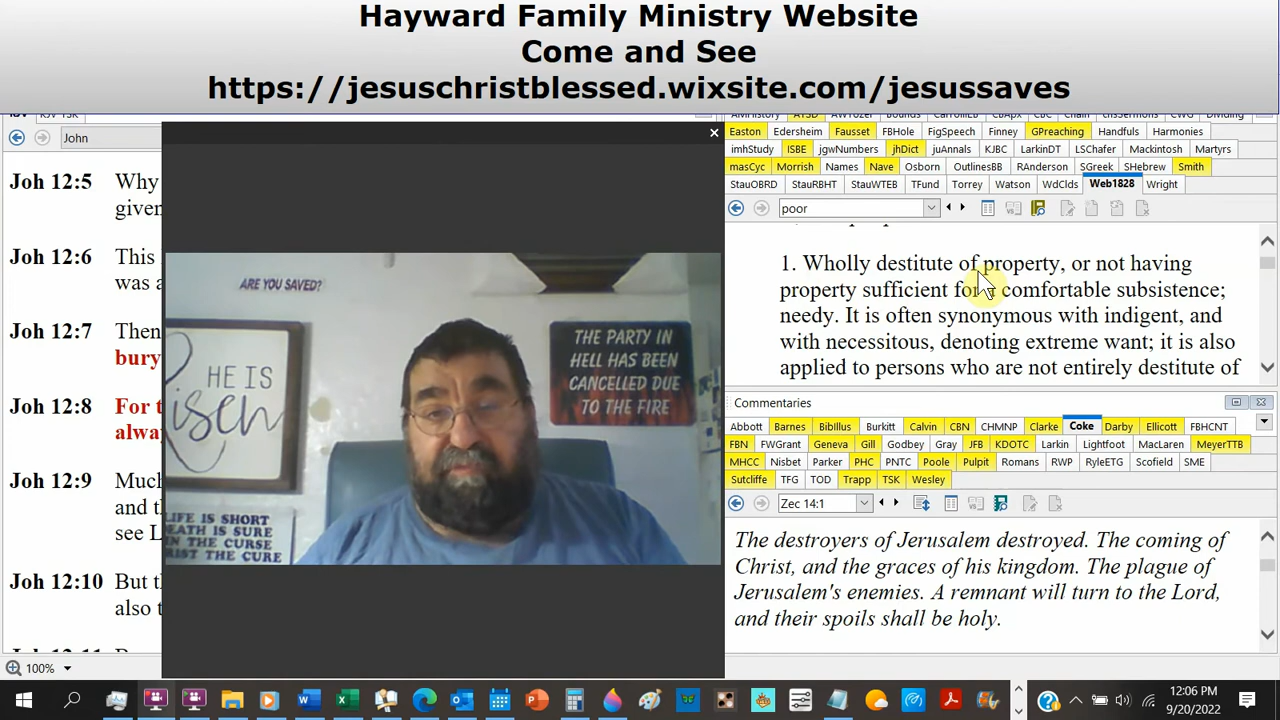 Hayward Family Ministry Website
Come and See
https://jesuschristblessed.wixsite.com/jesussaves
John
Joh 12:5 Why
given
Joh 12:6 This
was a
Joh 12:7 Then
bury
Joh 12:8 For t
alwa
Joh 12:9 Much
and th
see L
Joh 12:10 But th
also t
100%
ARE YOU SAVED?
HE IS
Risen
THE PARTY IN
HELL HAS BEEN
CANCELLED DUE
TO THE FIRE
LIFE IS SHORT
DEATH IS SURE
IN THE CURSE
CHRIST THE CURE
Easton Edersheim Fausset FBHole FigSpeech Finney GPreaching Handfuls Harmonies
imhStudy ISBE jgwNumbers jhDict juAnnals KJBC LarkinDT LSChafer Mackintosh Martyrs
masCyc Morrish Names Nave Osborn OutlinesBB RAnderson SGreek SHebrew Smith
StauOBRD StauRBHT StauWTEB TFund Torrey Watson WdClds Web1828 Wright
poor
1. Wholly destitute of property, or not having
property sufficient for comfortable subsistence;
needy. It is often synonymous with indigent, and
with necessitous, denoting extreme want; it is also
applied to persons who are not entirely destitute of
Commentaries
Abbott Barnes BibIllus Burkitt Calvin CBN CHMNP Clarke Coke Darby Ellicott FBHCNT
FBN FWGrant Geneva Gill Godbey Gray JFB KDOTC Larkin Lightfoot MacLaren MeyerTTB
MHCC Nisbet Parker PHC PNTC Poole Pulpit Romans RWP RyleETG Scofield SME
Sutcliffe TFG TOD Trapp TSK Wesley
Zec 14:1
The destroyers of Jerusalem destroyed. The coming of
Christ, and the graces of his kingdom. The plague of
Jerusalem's enemies. A remnant will turn to the Lord,
and their spoils shall be holy.
12:06 PM
9/20/2022